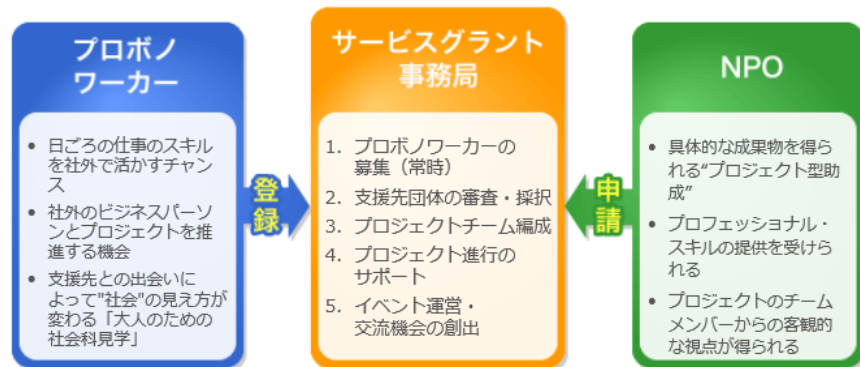 プロボノ
ワーカー
• 日ごろの仕事のスキル
を社外で活かすチャン
ス
• 社外のビジネスパーソ
ンとプロジェクトを推
進する機会
• 支援先との出会いに
よって"社会"の見え方が
変わる「大人のための
社会科見学」
登録
サービスグラント
事務局
1. プロボノワーカーの
募集（常時）
2. 支援先団体の審査・採択
3. プロジェクトチーム編成
4. プロジェクト進行の
サポート
5. イベント運営・
交流機会の創出
申請
NPO
• 具体的な成果物を得ら
れる“プロジェクト型助
成”
• プロフェッショナル・
スキルの提供を受けら
れる
• プロジェクトのチーム
メンバーからの客観的
な視点が得られる